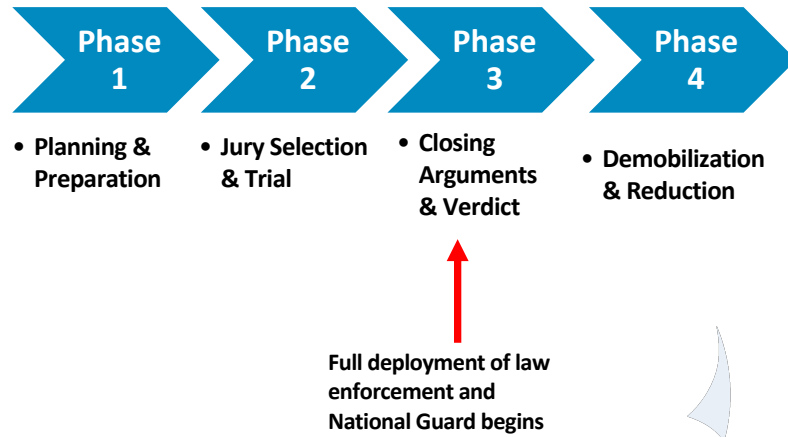 Phase
1
Phase
2
Phase
3
Phase
4
• Planning &
Preparation
• Jury Selection
& Trial
• Closing
Arguments
& Verdict
• Demobilization
& Reduction
Full deployment of law
enforcement and
National Guard begins